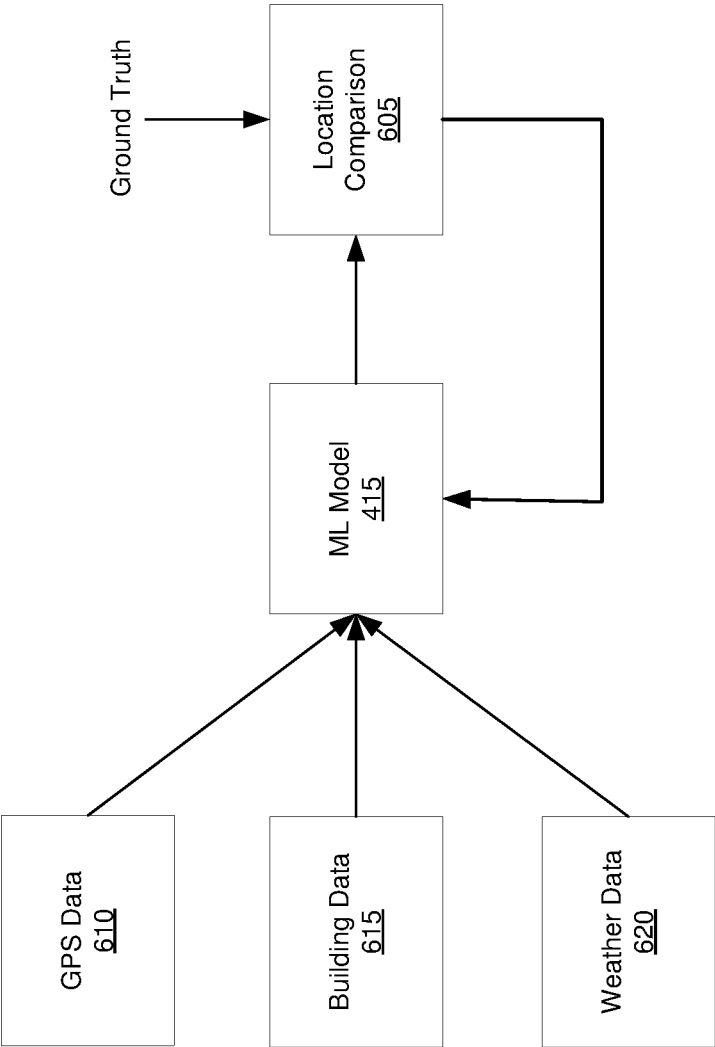 GPS Data
610
Building Data
615
Weather Data
620
ML Model
415
Ground Truth
Location
Comparison
605